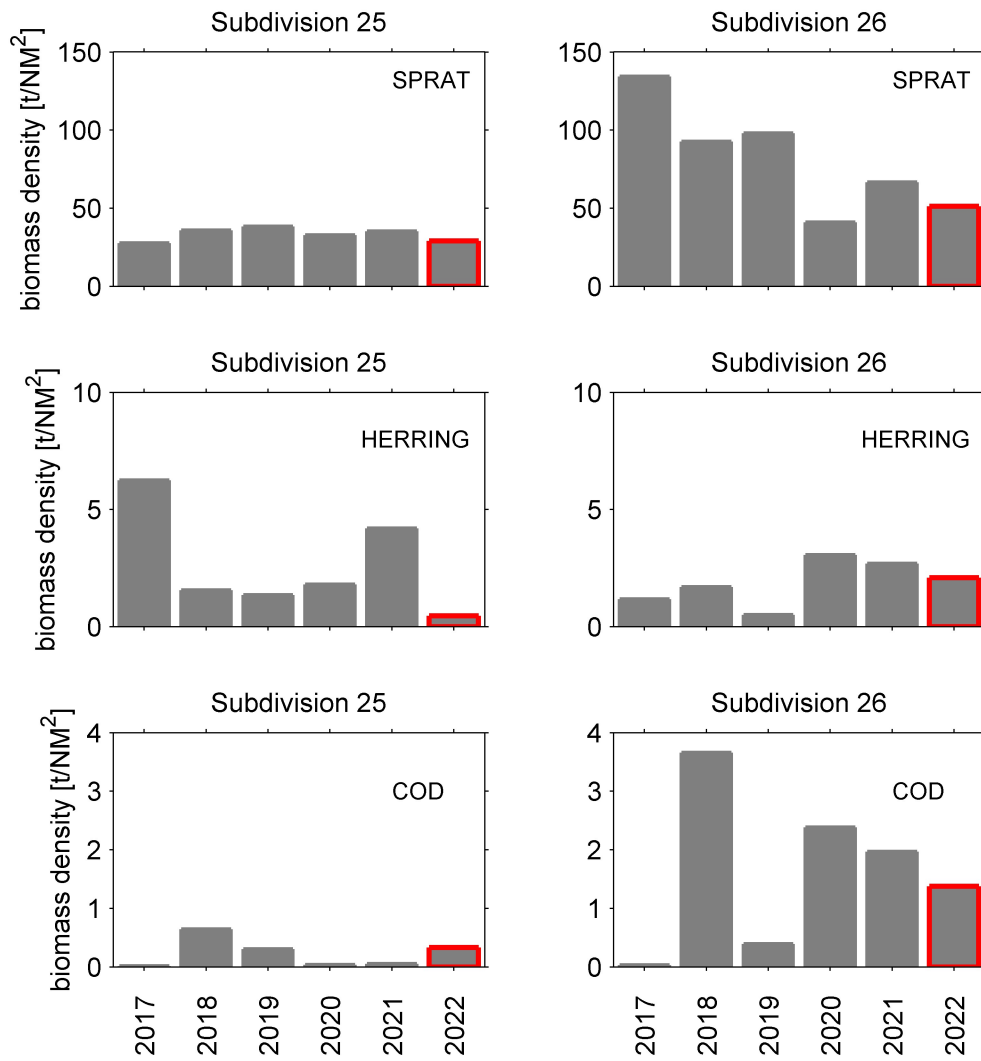 Subdivision 25
Subdivision 26
biomass density [t/NM²]
150
100
50
0
SPRAT
150
100
50
0
SPRAT
Subdivision 25
Subdivision 26
biomass density [t/NM²]
10
5
0
HERRING
10
5
0
HERRING
Subdivision 25
Subdivision 26
biomass density [t/NM²]
4
3
2
1
0
COD
4
3
2
1
0
COD
2017
2018
2019
2020
2021
2022
2017
2018
2019
2020
2021
2022